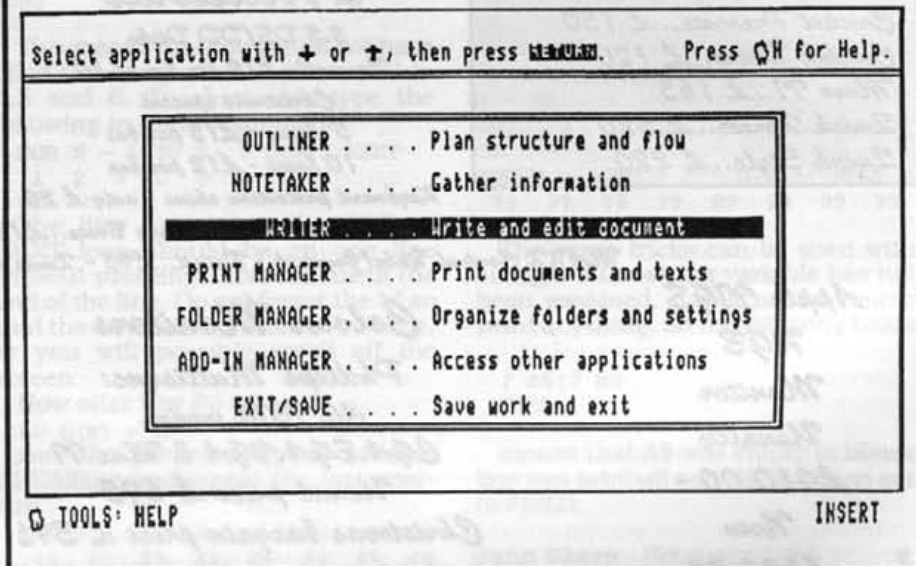 Select application with ↓ or ↑, then press . Press H for Help.
OUTLINER . . . . . Plan structure and flow
NOTETAKER . . . . . Gather information
WRITER . . . . . Write and edit document
PRINT MANAGER . . . . . Print documents and texts
FOLDER MANAGER . . . . . Organize folders and settings
ADD-IN MANAGER . . . . . Access other applications
EXIT/SAVE . . . . . Save work and exit
TOOLS: HELP INSERT